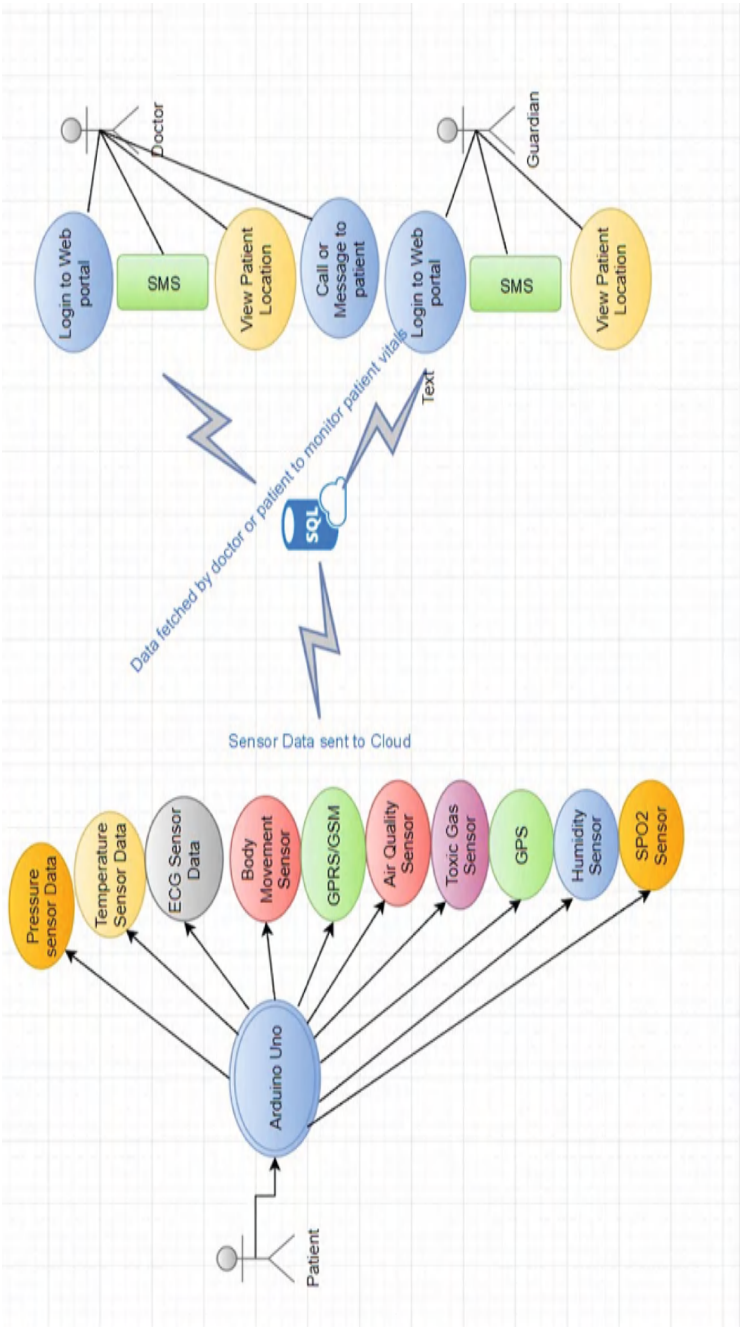 Patient
Arduino Uno
Pressure
sensor Data
Temperature
Sensor Data
ECG Sensor
Data
Body
Movement
Sensor
GPRS/GSM
Air Quality
Sensor
Toxic Gas
Sensor
GPS
Humidity
Sensor
SPO2
Sensor
Sensor Data sent to Cloud
SQL
Data fetched by doctor or patient to monitor patient vitals
Text
Login to Web
portal
SMS
View Patient
Location
Call or
Message to
patient
Doctor
Login to Web
portal
SMS
View Patient
Location
Guardian